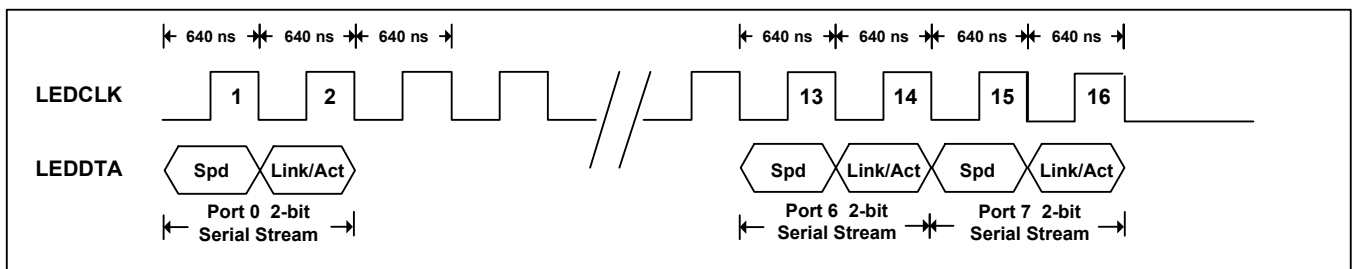 640 ns 640 ns 640 ns 640 ns 640 ns 640 ns 640 ns
LEDCLK 1 2 13 14 15 16
LEDDTA Spd Link/Act Spd Link/Act Spd Link/Act
Port 0 2-bit Port 6 2-bit Port 7 2-bit
Serial Stream Serial Stream Serial Stream